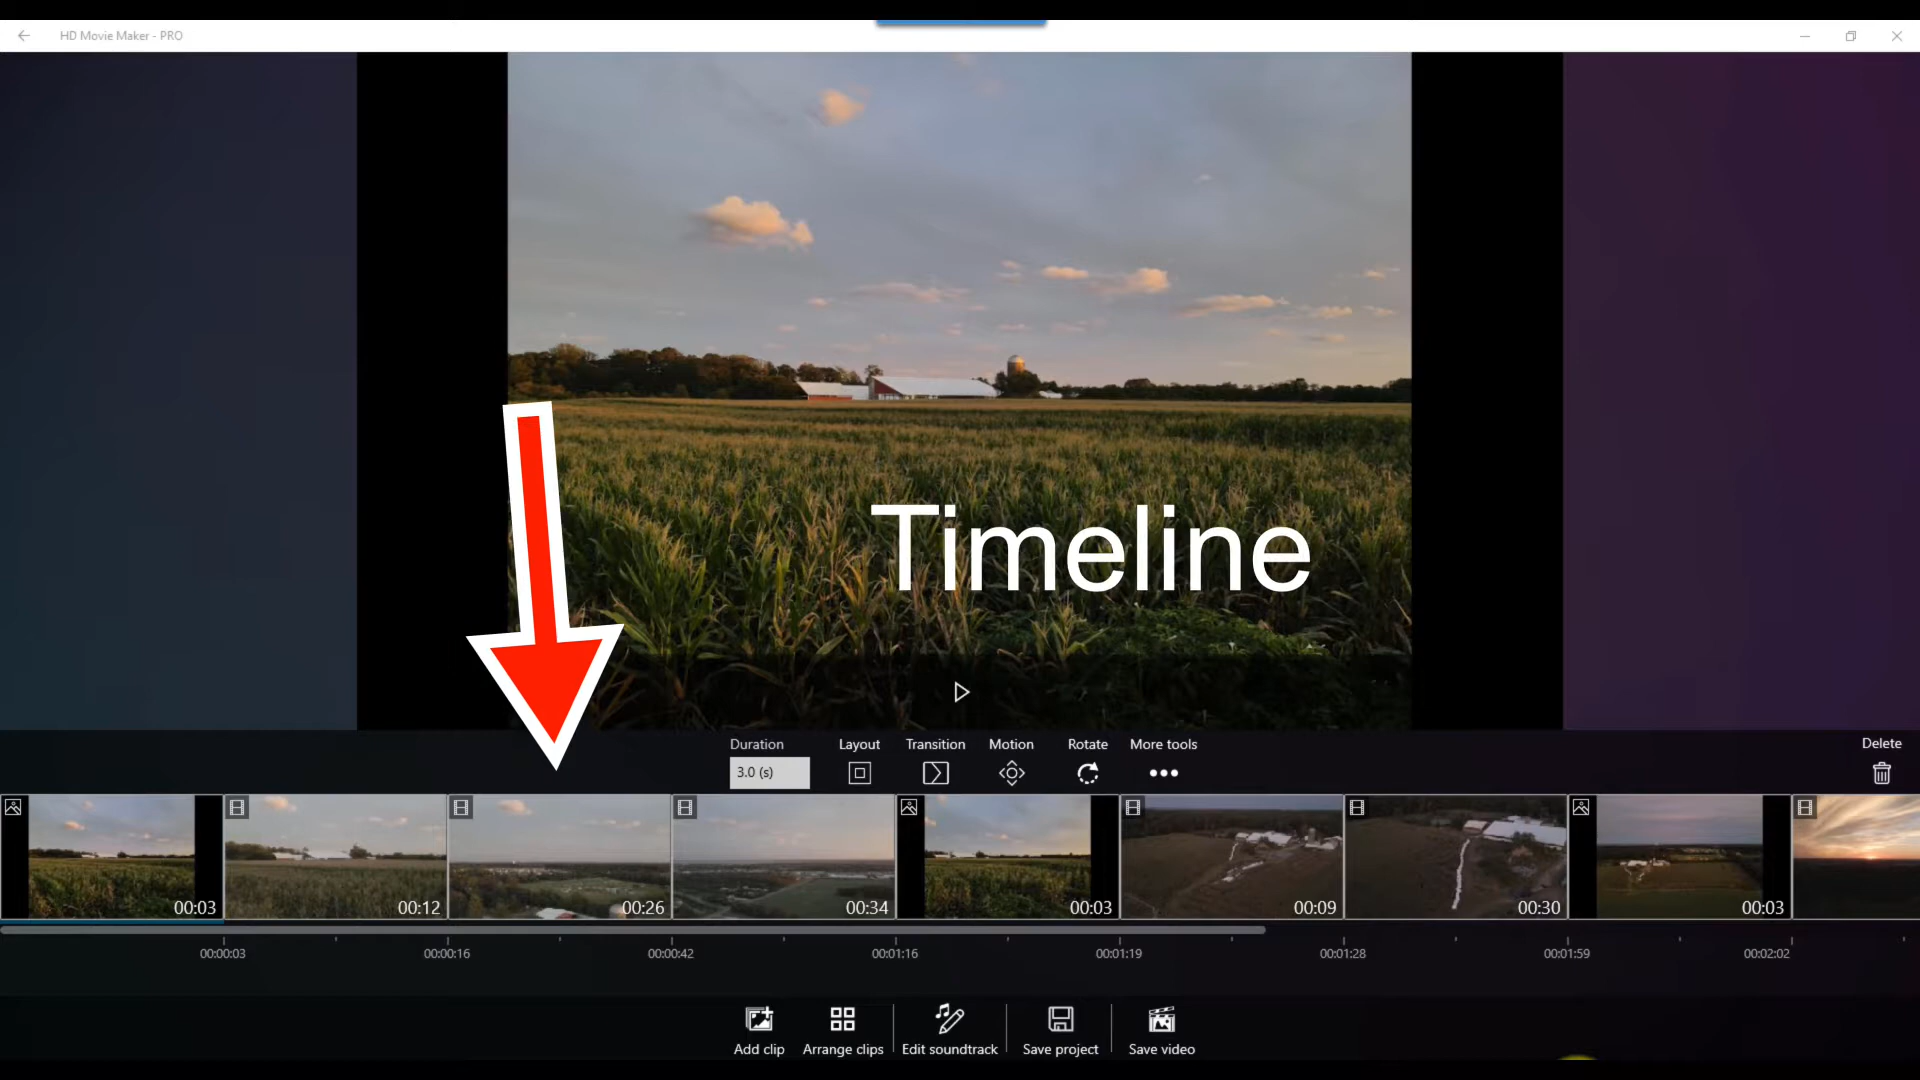 HD Movie Maker - PRO
Timeline
Duration
Layout
Transition
Motion
Rotate
More tools
Delete
3.0 (s)
00:03
00:12
00:26
00:34
00:03
00:09
00:30
00:03
00:00:03
00:00:16
00:00:42
00:01:16
00:01:19
00:01:28
00:01:59
00:02:02
Add clip
Arrange clips
Edit soundtrack
Save project
Save video